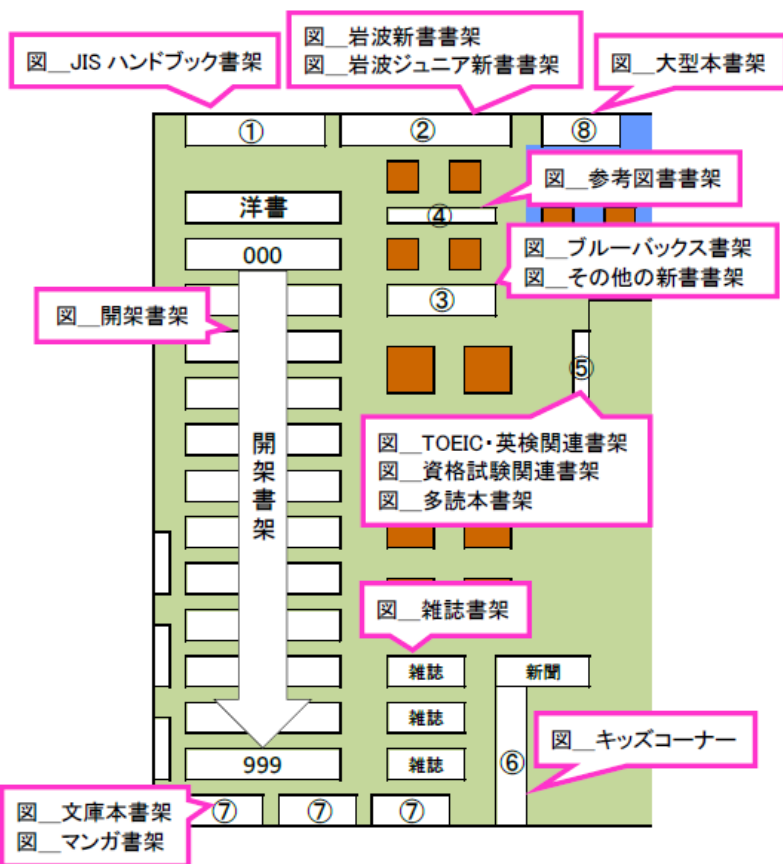 図__JIS ハンドブック書架
図__岩波新書書架
図__岩波ジュニア新書書架
図__大型本書架
①
②
⑧
図__参考図書書架
洋書
④
000
図__ブルーバックス書架
図__その他の新書書架
③
図__開架書架
⑤
開架書架
図__TOEIC・英検関連書架
図__資格試験関連書架
図__多読本書架
図__雑誌書架
雑誌
新聞
雑誌
図__キッズコーナー
999
雑誌
⑥
図__文庫本書架
図__マンガ書架
⑦
⑦
⑦